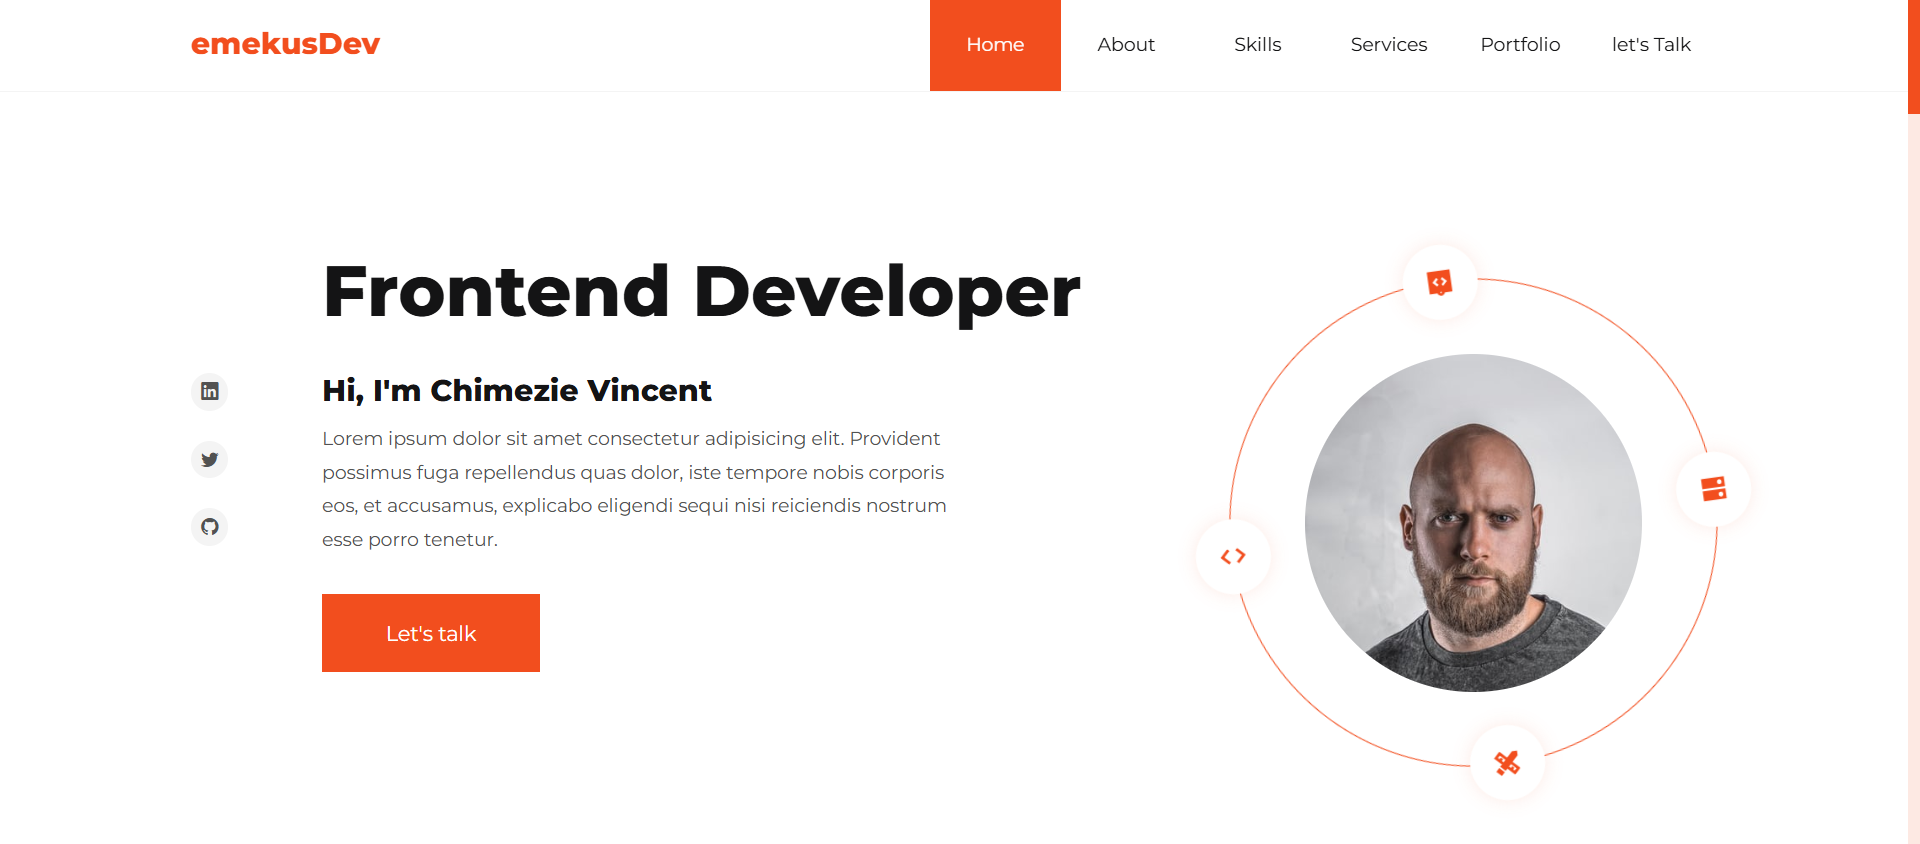 emekusDev
Home
About
Skills
Services
Portfolio
let's Talk
Frontend Developer
Hi, I'm Chimezie Vincent
Lorem ipsum dolor sit amet consectetur adipisicing elit. Provident
possimus fuga repellendus quas dolor, iste tempore nobis corporis
eos, et accusamus, explicabo eligendi sequi nisi reiciendis nostrum
esse porro tenetur.
Let's talk